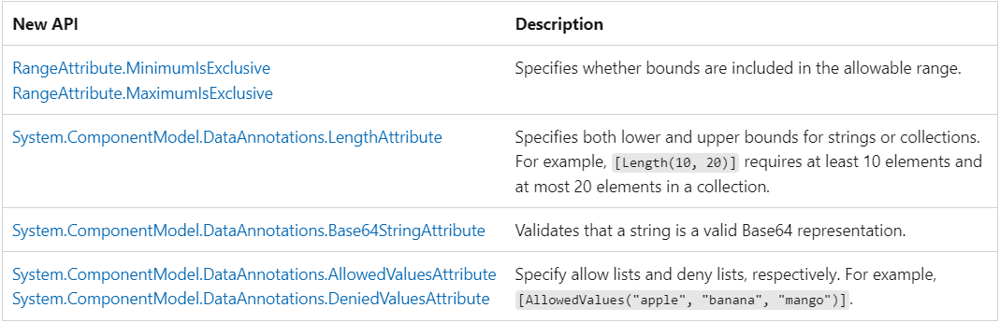 New API Description
RangeAttribute.MinimumIsExclusive
RangeAttribute.MaximumIsExclusive
Specifies whether bounds are included in the allowable range.
System.ComponentModel.DataAnnotations.LengthAttribute
Specifies both lower and upper bounds for strings or collections.
For example, [Length(10, 20)] requires at least 10 elements and
at most 20 elements in a collection.
System.ComponentModel.DataAnnotations.Base64StringAttribute
Validates that a string is a valid Base64 representation.
System.ComponentModel.DataAnnotations.AllowedValuesAttribute
System.ComponentModel.DataAnnotations.DeniedValuesAttribute
Specify allow lists and deny lists, respectively. For example,
[AllowedValues("apple", "banana", "mango")].